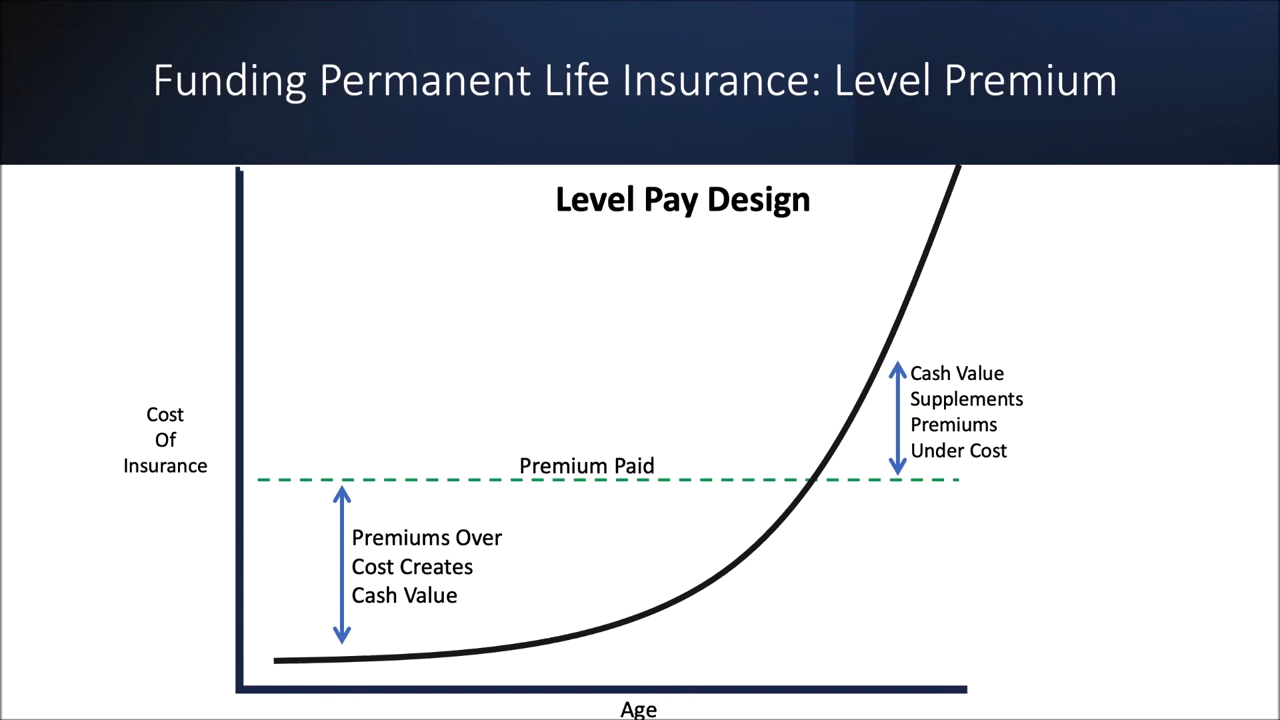 Funding Permanent Life Insurance: Level Premium
Level Pay Design
Cost
Of
Insurance
Premium Paid
Premiums Over
Cost Creates
Cash Value
Cash Value
Supplements
Premiums
Under Cost
Age